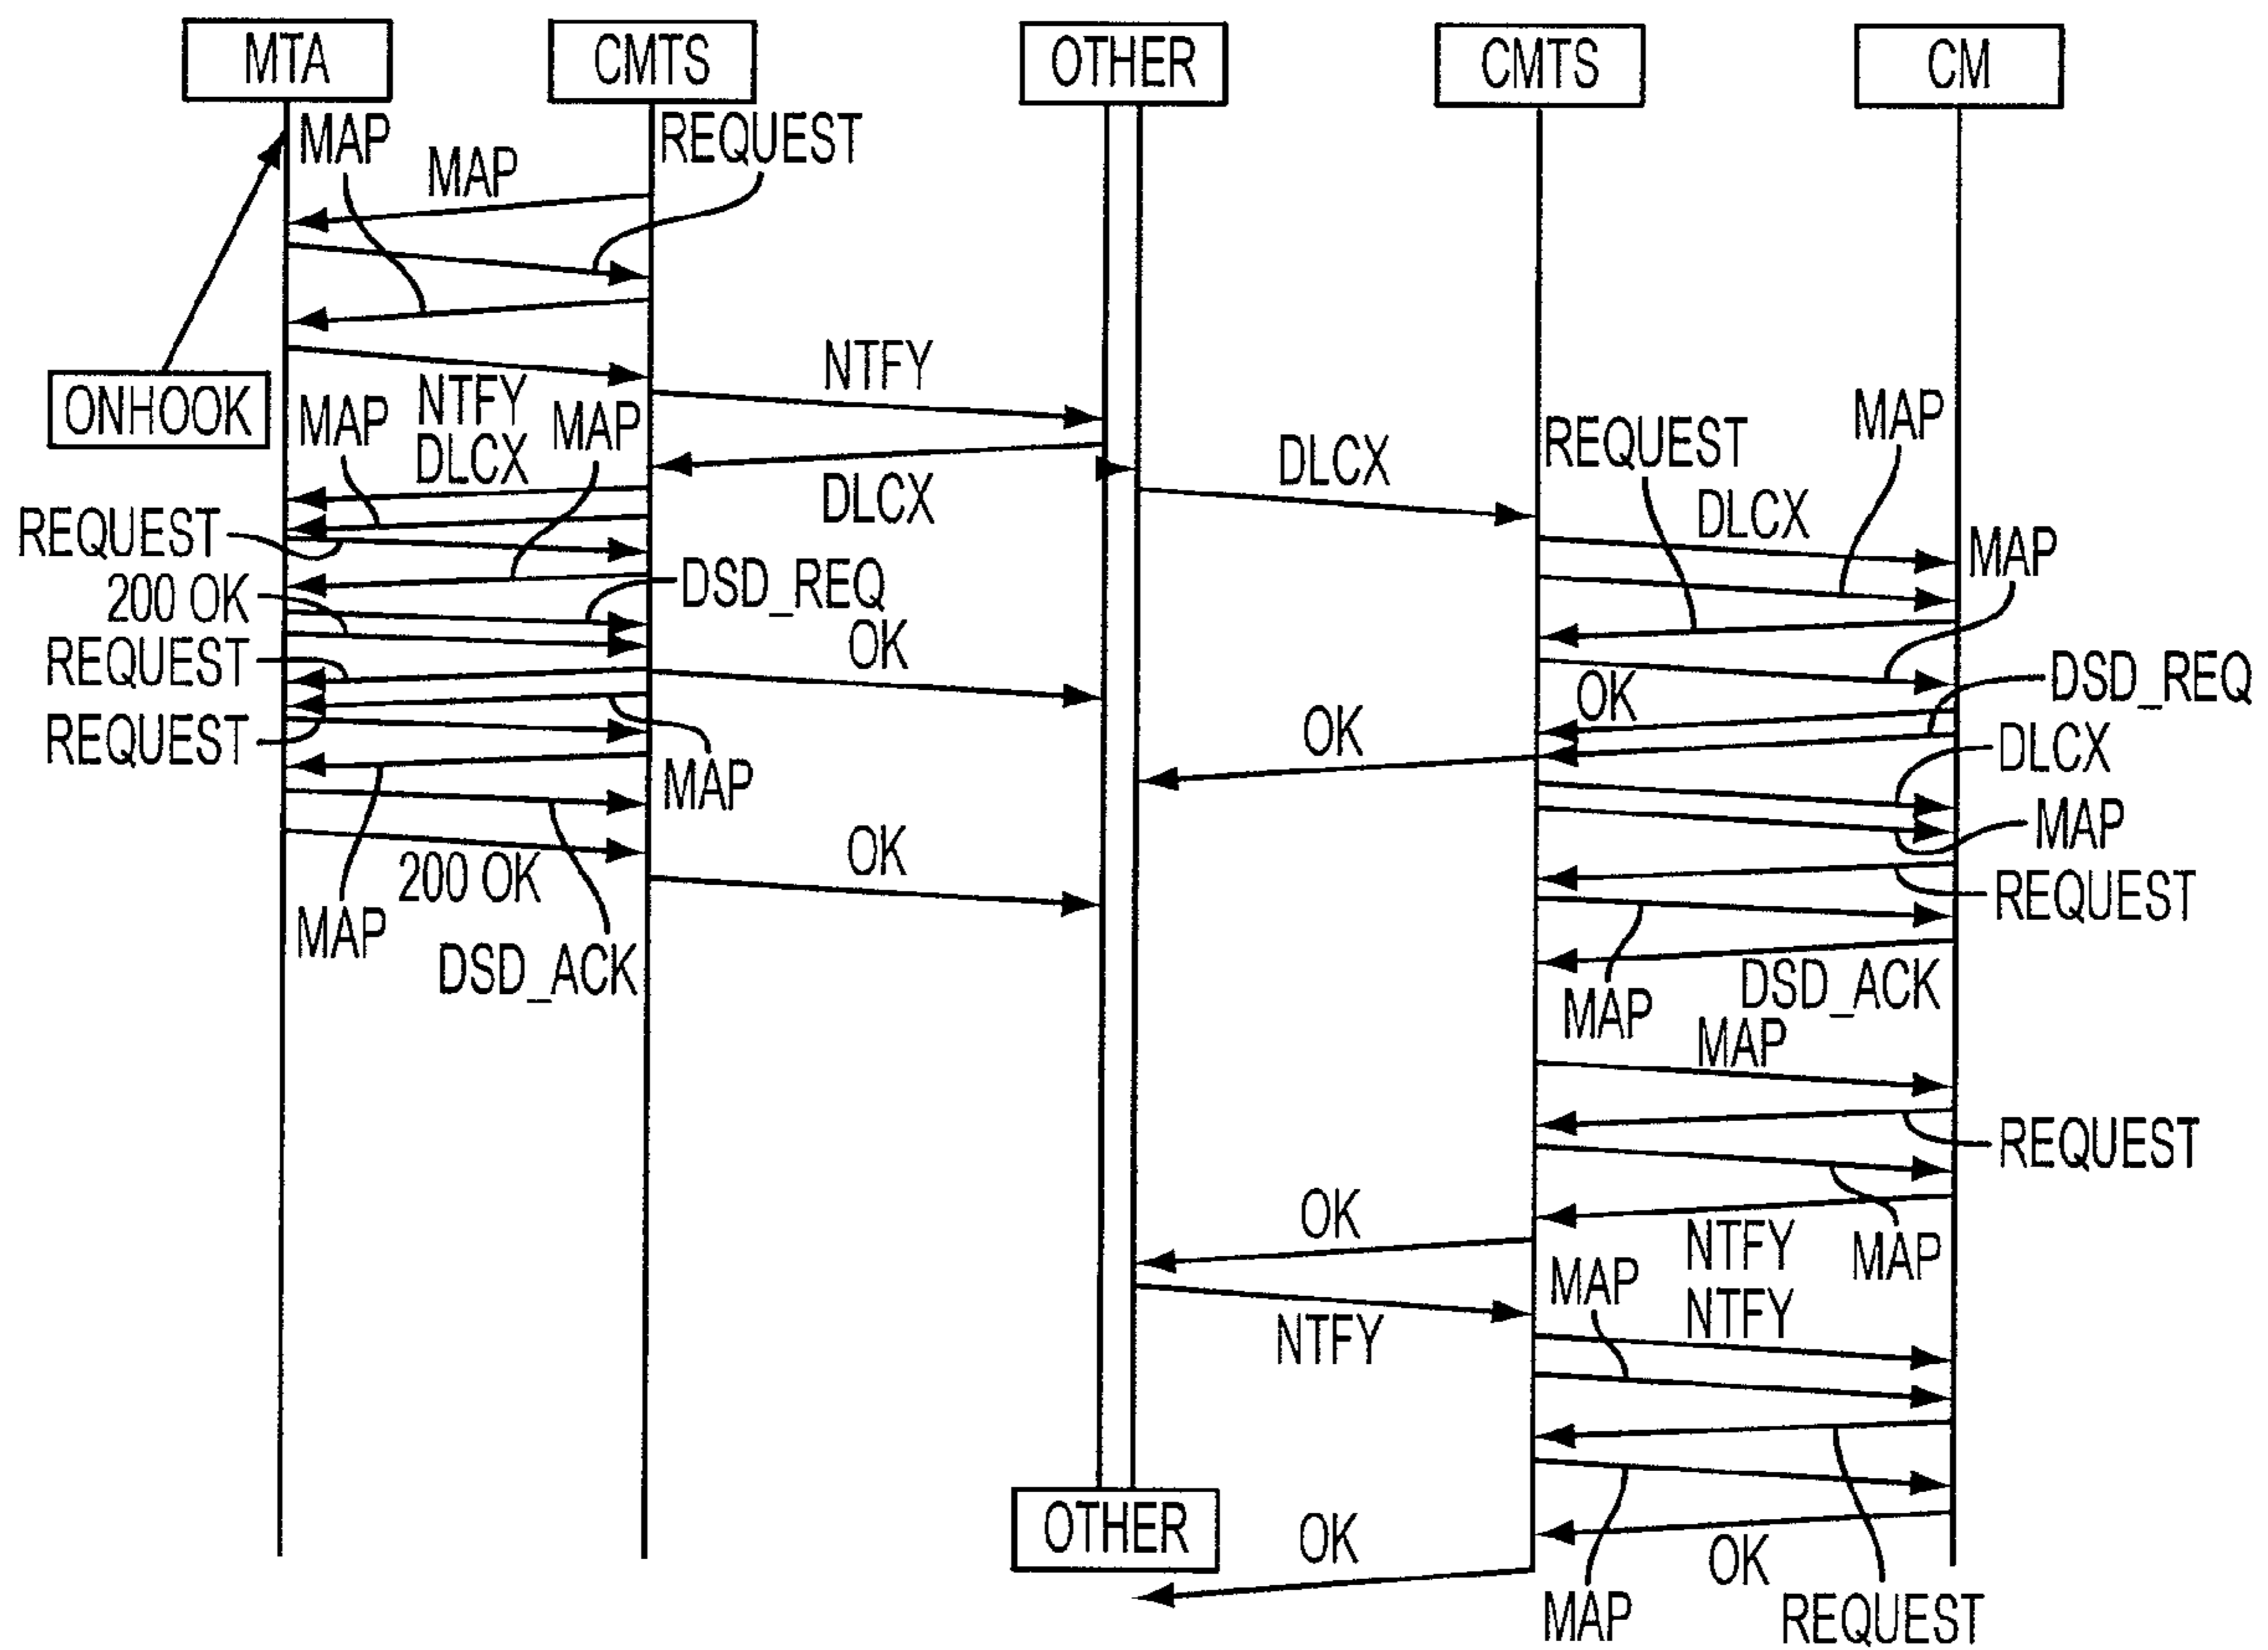 MTA
CMTS
OTHER
CMTS
CM
MAP
MAP
REQUEST
ONHOOK
NTFY
NTFY
MAP
DLCX
MAP
DLCX
DLCX
REQUEST
MAP
DLCX
MAP
REQUEST
200 OK
DSD_REQ
OK
REQUEST
REQUEST
MAP
OK
OK
DSD_REQ
DLCX
MAP
200 OK
OK
MAP
DSD_ACK
REQUEST
MAP
DSD_ACK
MAP
REQUEST
OK
NTFY
MAP
MAP
NTFY
NTFY
OTHER
OK
OK
MAP
REQUEST